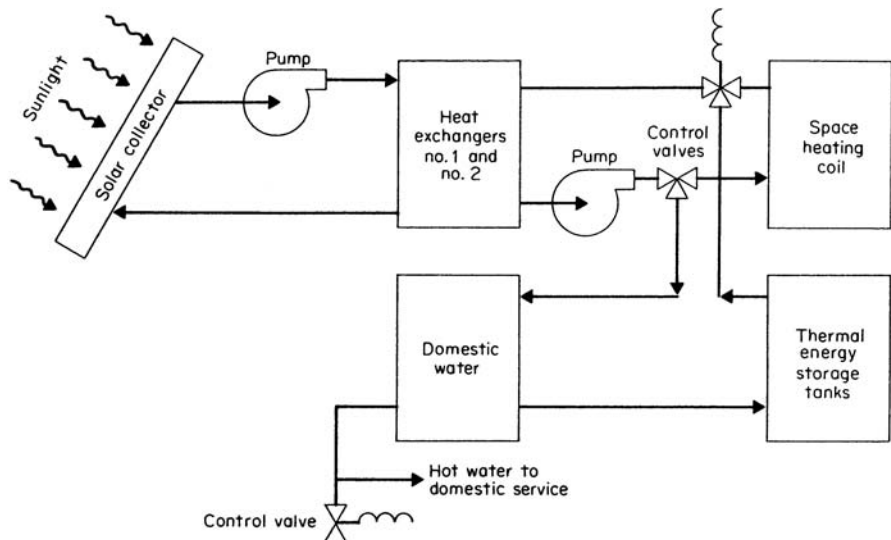 Sunlight
Solar collector
Pump
Heat
exchangers
no. 1 and
no. 2
Pump
Control
valves
Space
heating
coil
Domestic
water
Thermal
energy
storage
tanks
Hot water to
domestic service
Control valve